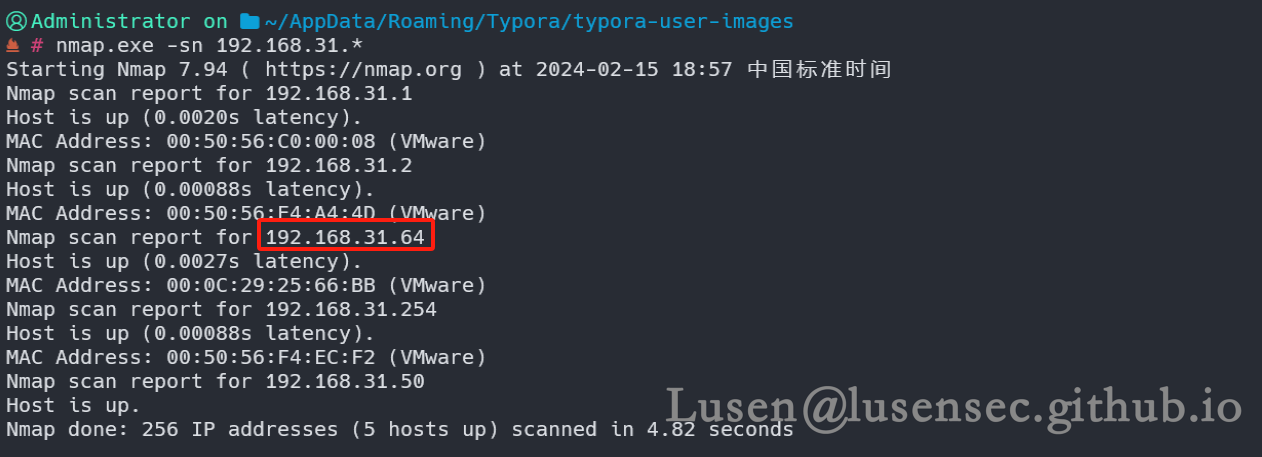 Administrator on ~/AppData/Roaming/Typora/typora-user-images
# nmap.exe -sn 192.168.31.*
Starting Nmap 7.94 ( https://nmap.org ) at 2024-02-15 18:57 中国标准时间
Nmap scan report for 192.168.31.1
Host is up (0.0020s latency).
MAC Address: 00:50:56:C0:00:08 (VMware)
Nmap scan report for 192.168.31.2
Host is up (0.00088s latency).
MAC Address: 00:50:56:F4:A4:4D (VMware)
Nmap scan report for 192.168.31.64
Host is up (0.0027s latency).
MAC Address: 00:0C:29:25:66:BB (VMware)
Nmap scan report for 192.168.31.254
Host is up (0.00088s latency).
MAC Address: 00:50:56:F4:EC:F2 (VMware)
Nmap scan report for 192.168.31.50
Host is up.
Nmap done: 256 IP addresses (5 hosts up) scanned in 4.82 seconds
Lusen@lusensec.github.io